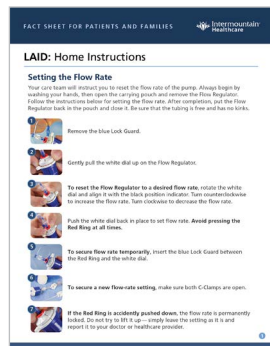 FACT SHEET FOR PATIENTS AND FAMILIES
Intermountain
Healthcare
LAID: Home Instructions
Setting the Flow Rate
Your care team will instruct you to reset the flow rate of the pump. Always begin by
washing your hands, then open the carrying pouch and remove the Flow Regulator.
Follow the instructions below for setting the flow rate. After completion, put the Flow
Regulator back in the pouch and close it. Be sure that the tubing is free and has no kinks.
1
Remove the blue Lock Guard.
2
Gently pull the white dial up on the Flow Regulator.
3
To reset the Flow Regulator to a desired flow rate, rotate the white
dial and align it with the black position indicator. Turn counterclockwise
to increase the flow rate. Turn clockwise to decrease the flow rate.
4
Push the white dial back in place to set flow rate. Avoid pressing the
Red Ring at all times.
5
To secure flow rate temporarily, insert the blue Lock Guard between
the Red Ring and the white dial.
6
To secure a new flow-rate setting, make sure both C-Clamps are open.
7
If the Red Ring is accidently pushed down, the flow rate is permanently
locked. Do not try to lift it up—simply leave the setting as it is and
report it to your doctor or healthcare provider.